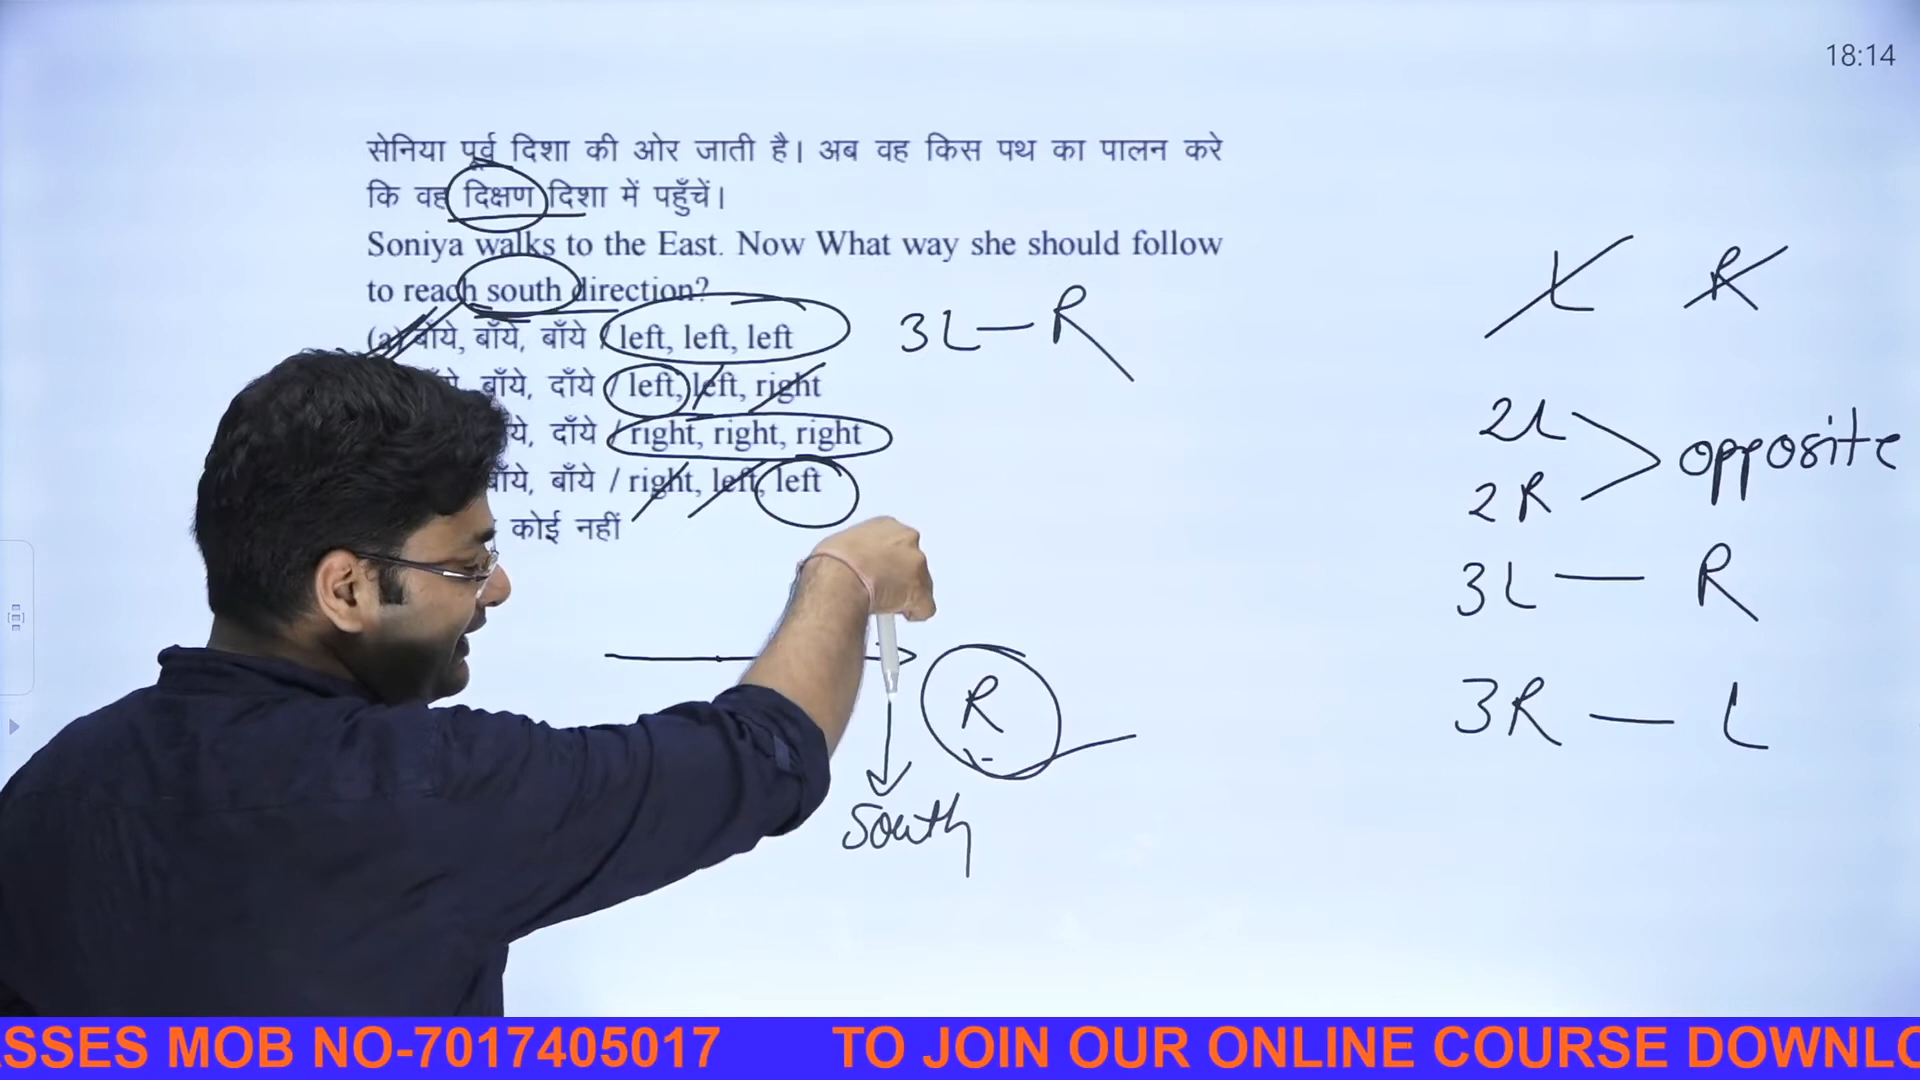 18:14
सेनिया पूर्व दिशा की ओर जाती है। अब वह किस पथ का पालन करे
कि वह दिक्षण दिशा में पहुँचें।
Soniya walks to the East. Now What way she should follow
to reach south direction?
(a) बाँये, बाँये, बाँये / left, left, left
बाँये, दाँये / left, left, right
दाँये / right, right, right
बाँये, बाँये / right, left, left
कोई नहीं
3L — R
L R
2L
2R
opposite
3L — R
3R — L
R
South
ASSES MOB NO-7017405017 TO JOIN OUR ONLINE COURSE DOWNLO